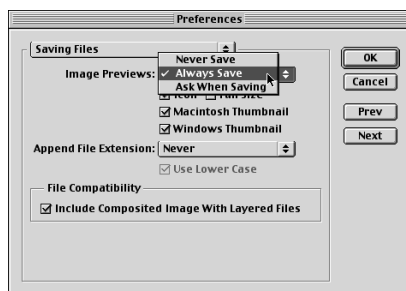 Preferences
Saving Files
OK
Never Save
Image Previews: ✓ Always Save
Cancel
Ask When Saving
Icon Full Size
Macintosh Thumbnail
Prev
Windows Thumbnail
Next
Append File Extension: Never
Use Lower Case
File Compatibility
Include Composited Image With Layered Files